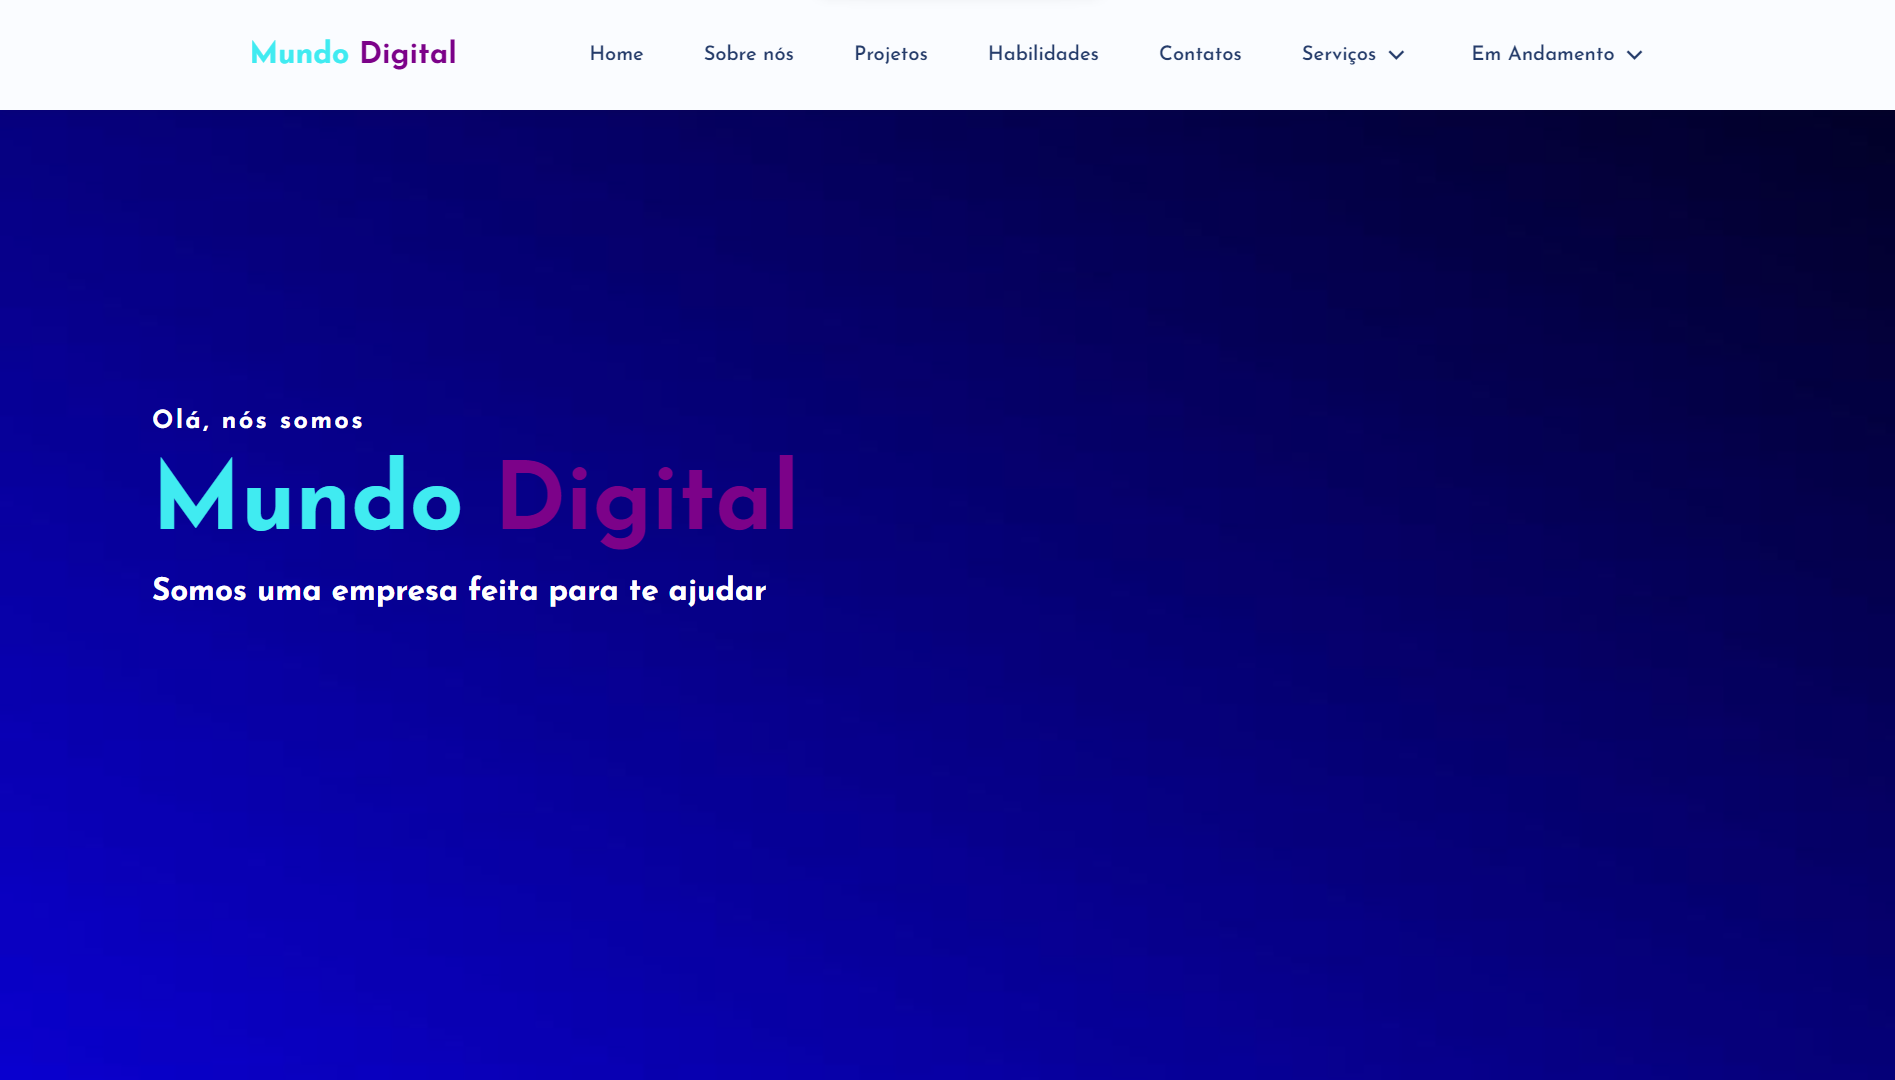 Mundo Digital Home Sobre nós Projetos Habilidades Contatos Serviços Em Andamento
Olá, nós somos
Mundo Digital
Somos uma empresa feita para te ajudar